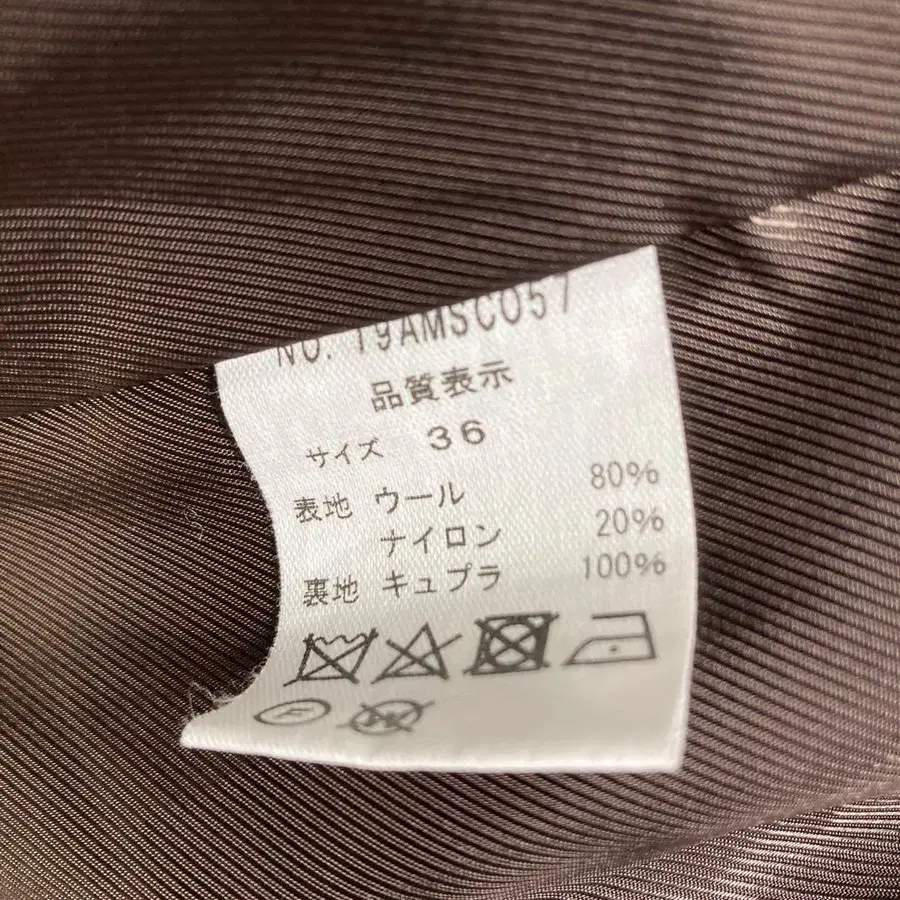 NO. 19AMSCO57
品質表示
サイズ 36
表地 ウール 80%
ナイロン 20%
裏地 キュプラ 100%